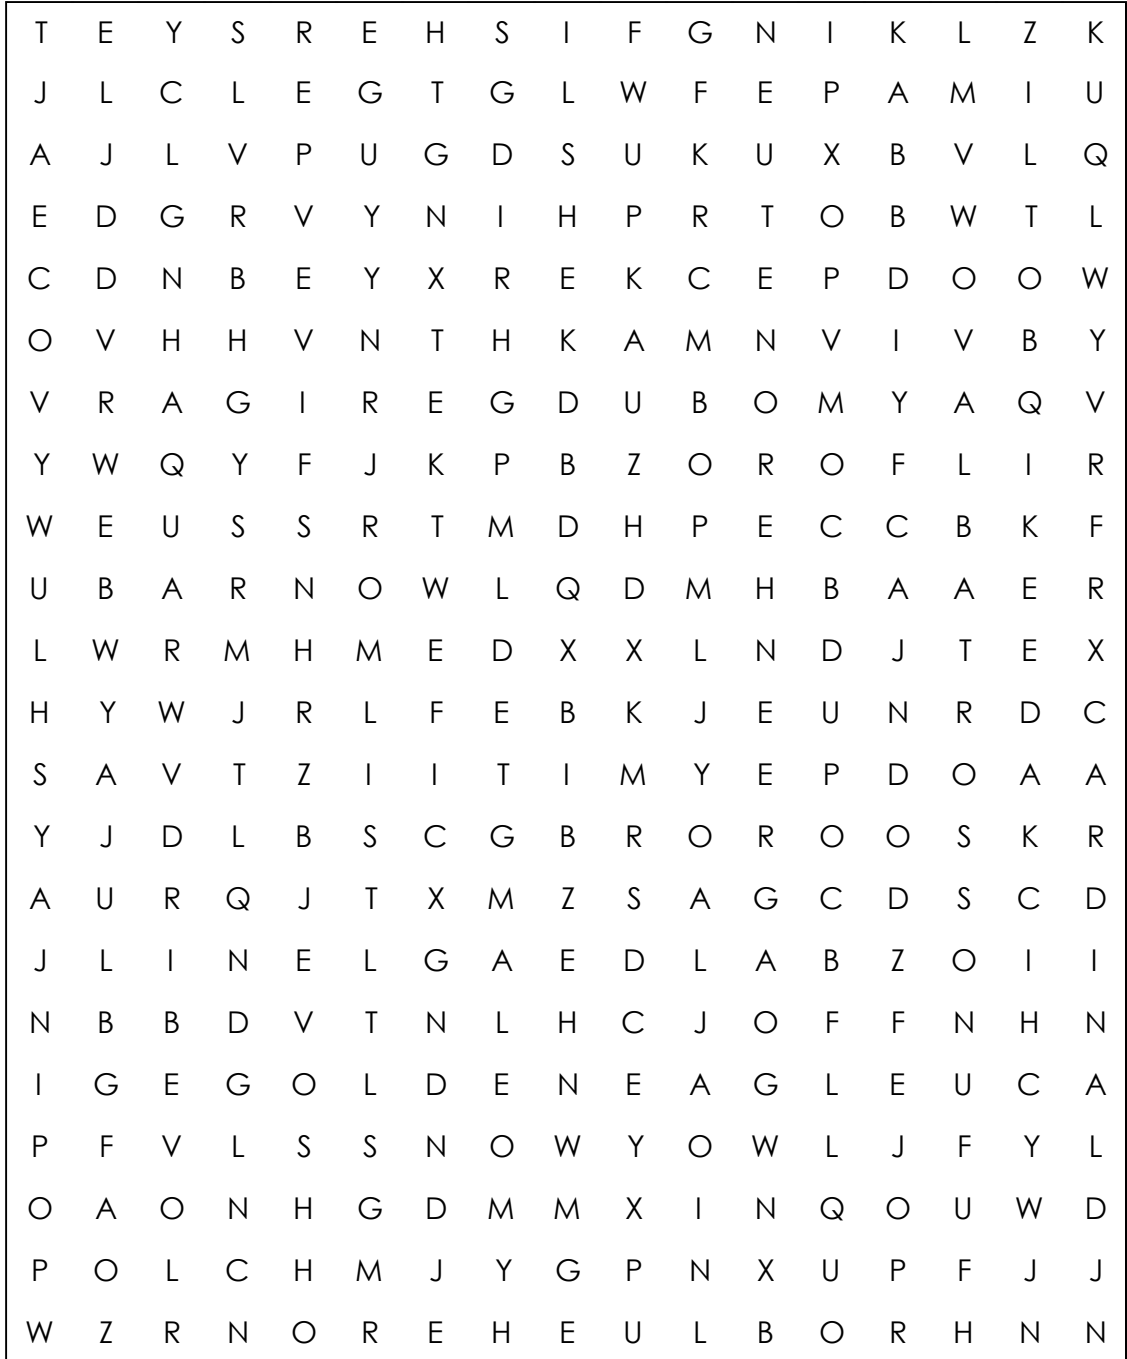 T E Y S R E H S I F G N I K L Z K
J L C L E G T G L W F E P A M I U
A J L V P U G D S U K U X B V L Q
E D G R V Y N I H P R T O B W T L
C D N B E Y X R E K C E P D O O W
O V H H V N T H K A M N V I V B Y
V R A G I R E G D U B O M Y A Q V
Y W Q Y F J K P B Z O R O F L I R
W E U S S R T M D H P E C C B K F
U B A R N O W L Q D M H B A A E R
L W R M H M E D X X L N D J T E X
H Y W J R L F E B K J E U N R D C
S A V T Z I I T I M Y E P D O A A
Y J D L B S C G B R O R O O S K R
A U R Q J T X M Z S A G C D S C D
J L I N E L G A E D L A B Z O I I
N B B D V T N L H C J O F F N H N
I G E G O L D E N E A G L E U C A
P F V L S S N O W Y O W L J F Y L
O A O N H G D M M X I N Q O U W D
P O L C H M J Y G P N X U P F J J
W Z R N O R E H E U L B O R H N N